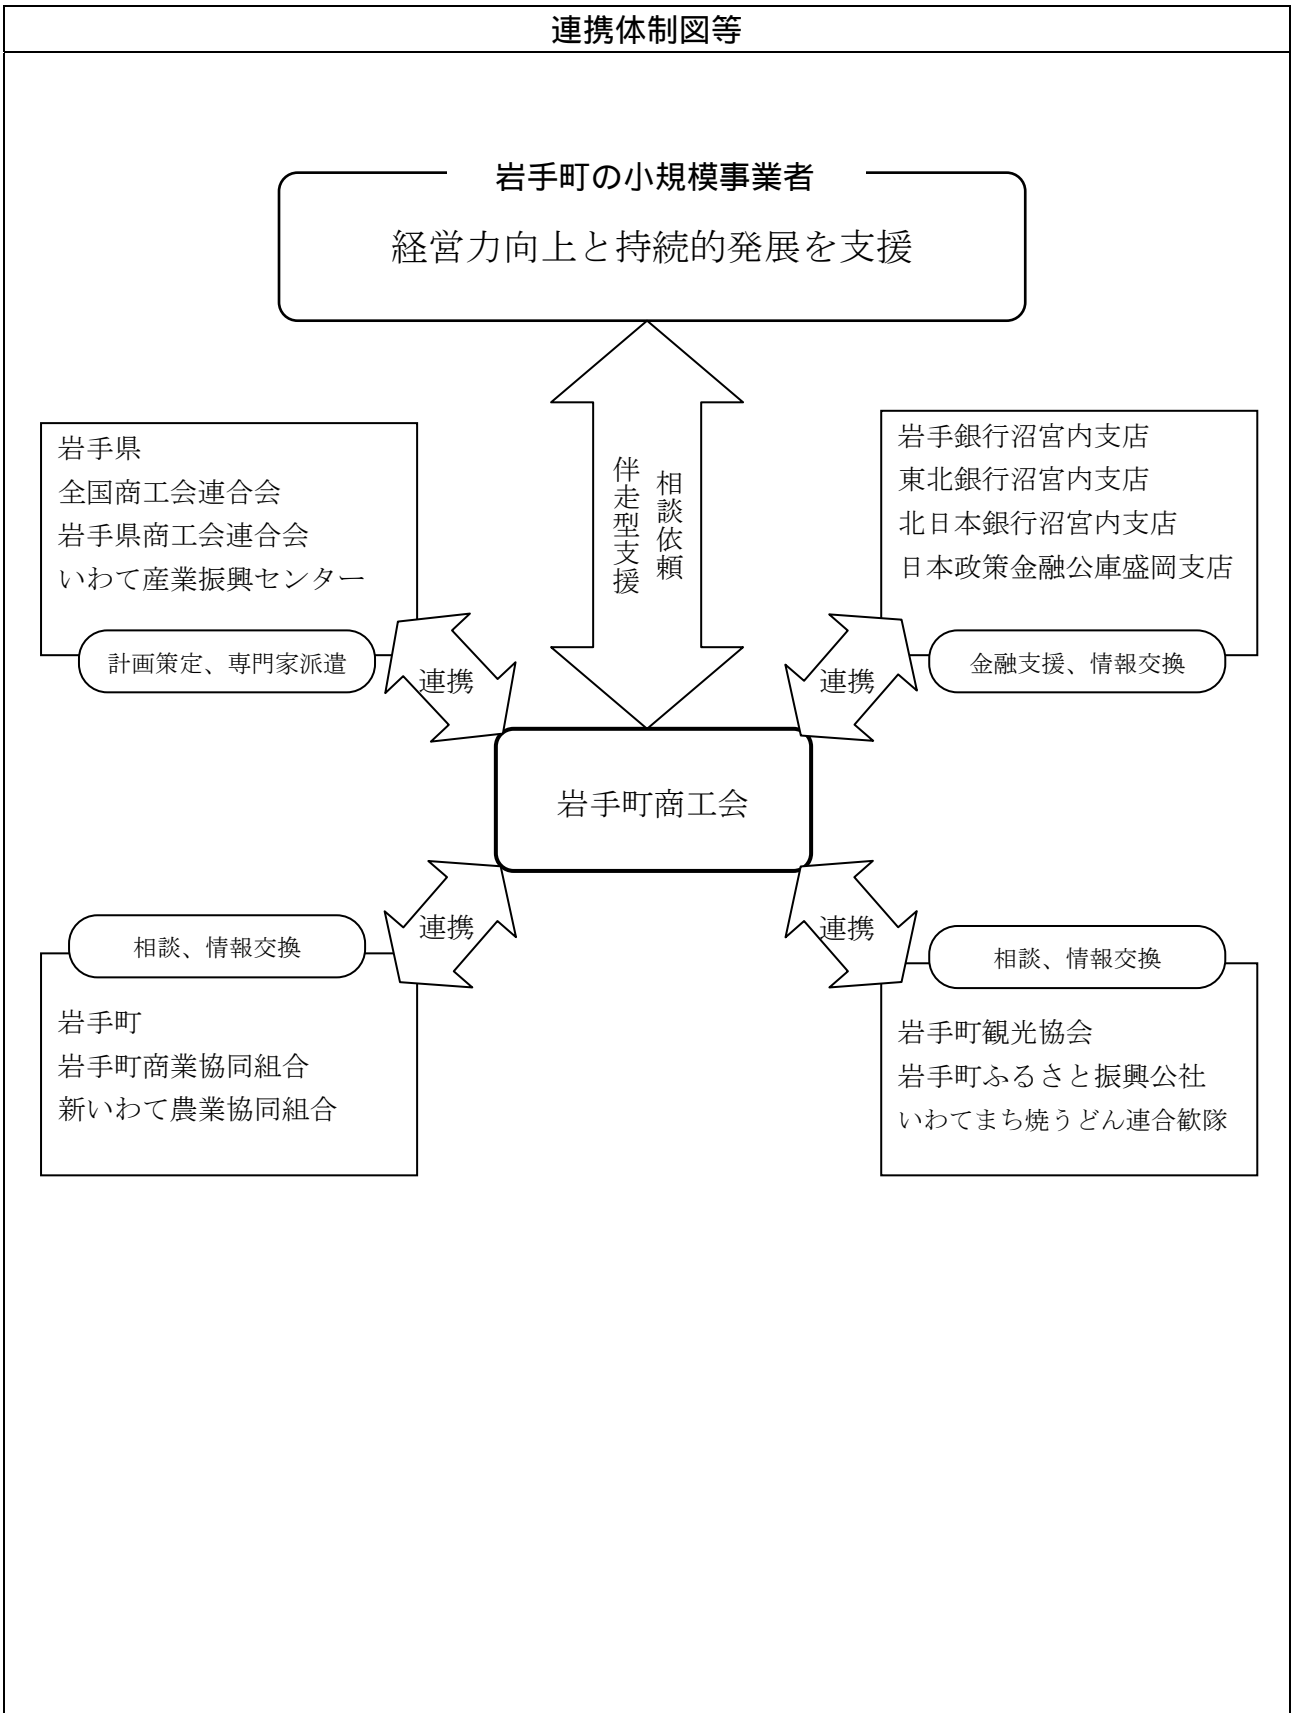 連携体制図等
岩手町の小規模事業者
経営力向上と持続的発展を支援
相談依頼
伴走型支援
岩手県
全国商工会連合会
岩手県商工会連合会
いわて産業振興センター
計画策定、専門家派遣
連携
岩手銀行沼宮内支店
東北銀行沼宮内支店
北日本銀行沼宮内支店
日本政策金融公庫盛岡支店
金融支援、情報交換
連携
岩手町商工会
連携
相談、情報交換
岩手町
岩手町商業協同組合
新いわて農業協同組合
連携
相談、情報交換
岩手町観光協会
岩手町ふるさと振興公社
いわてまち焼うどん連合歓隊